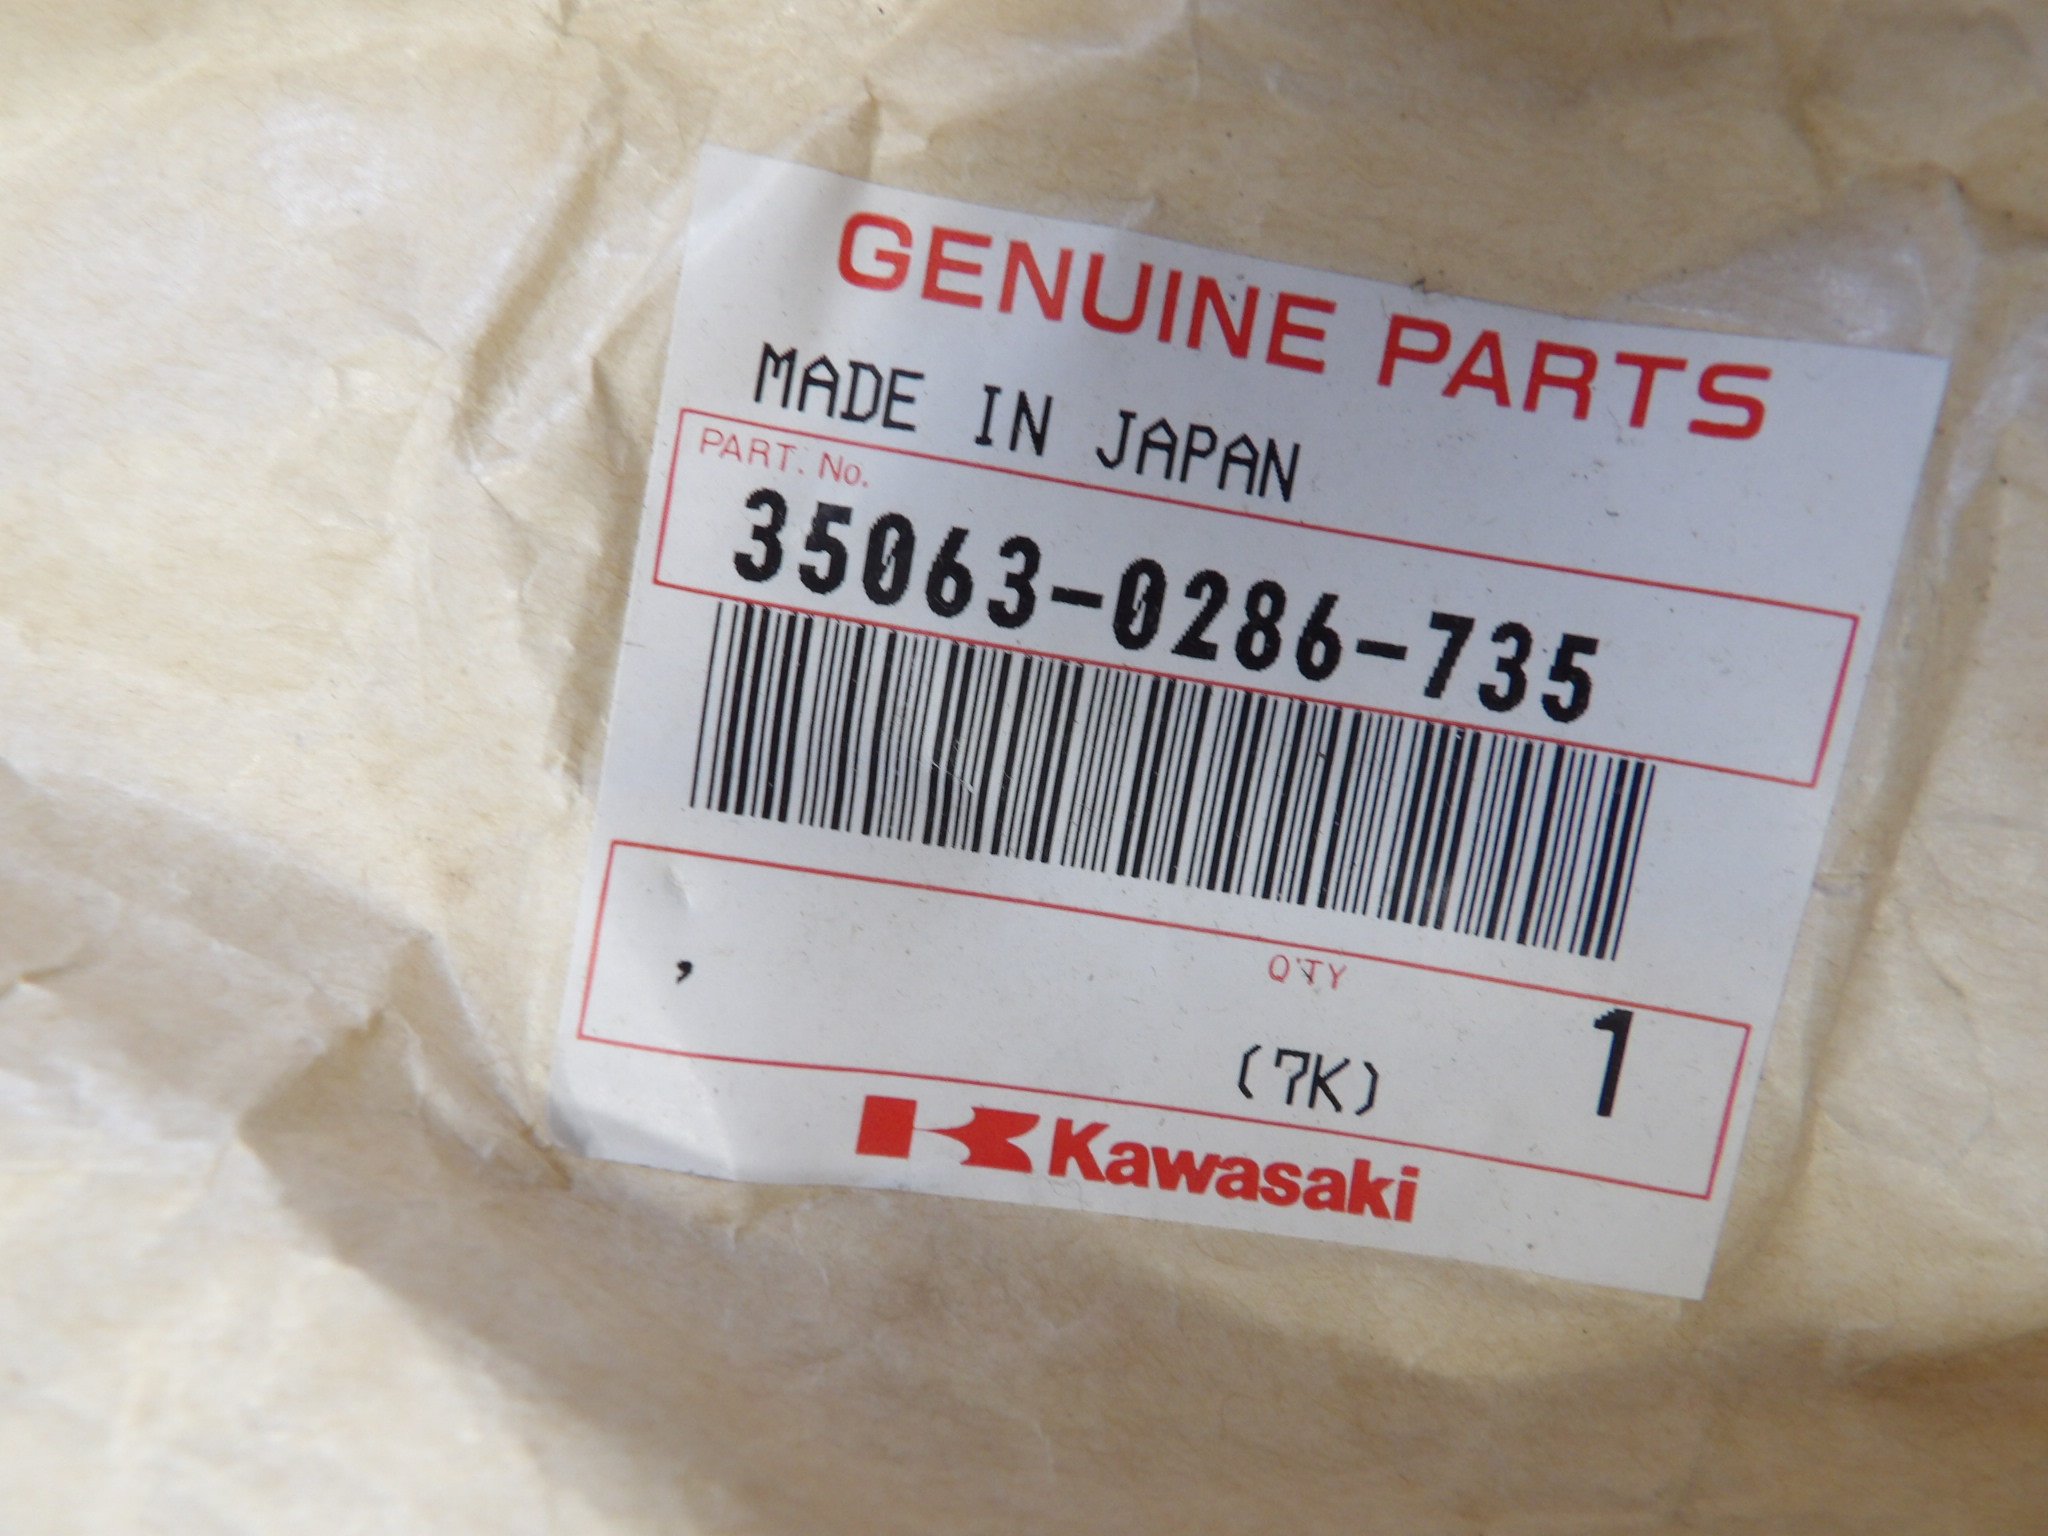 GENUINE PARTS
MADE IN JAPAN
PART. No.
35063-0286-735
,
Q'TY
1
(7K)
Kawasaki